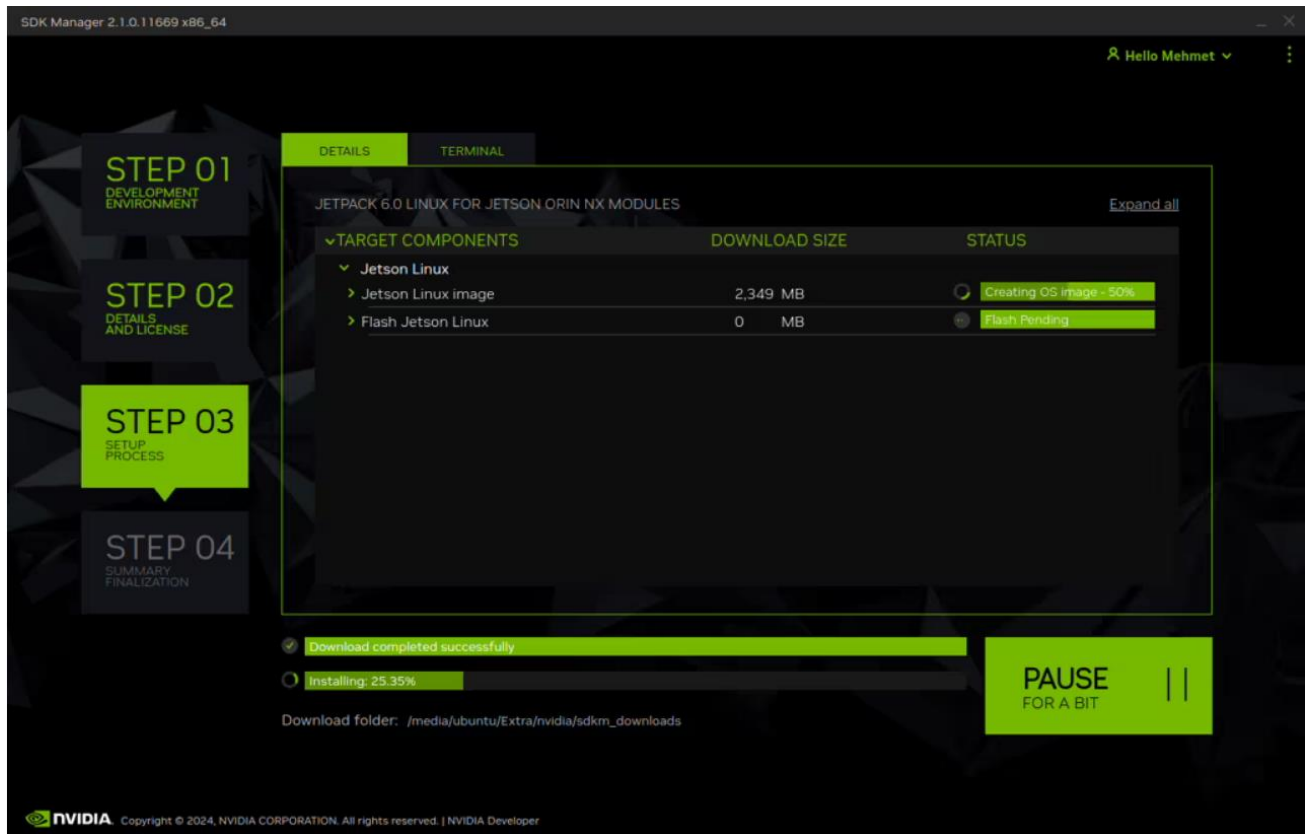 SDK Manager 2.1.0.11669 x86_64
Hello Mehmet
STEP 01
DEVELOPMENT
ENVIRONMENT
STEP 02
DETAILS
AND LICENSE
STEP 03
SETUP
PROCESS
STEP 04
SUMMARY
FINALIZATION
DETAILS TERMINAL
JETPACK 6.0 LINUX FOR JETSON ORIN NX MODULES Expand all
TARGET COMPONENTS DOWNLOAD SIZE STATUS
Jetson Linux
Jetson Linux image 2,349 MB Creating OS image - 50%
Flash Jetson Linux 0 MB Flash Pending
Download completed successfully
Installing: 25.35%
Download folder: /media/ubuntu/Extra/nvidia/sdkm_downloads
PAUSE
FOR A BIT
NVIDIA. Copyright © 2024, NVIDIA CORPORATION. All rights reserved. | NVIDIA Developer